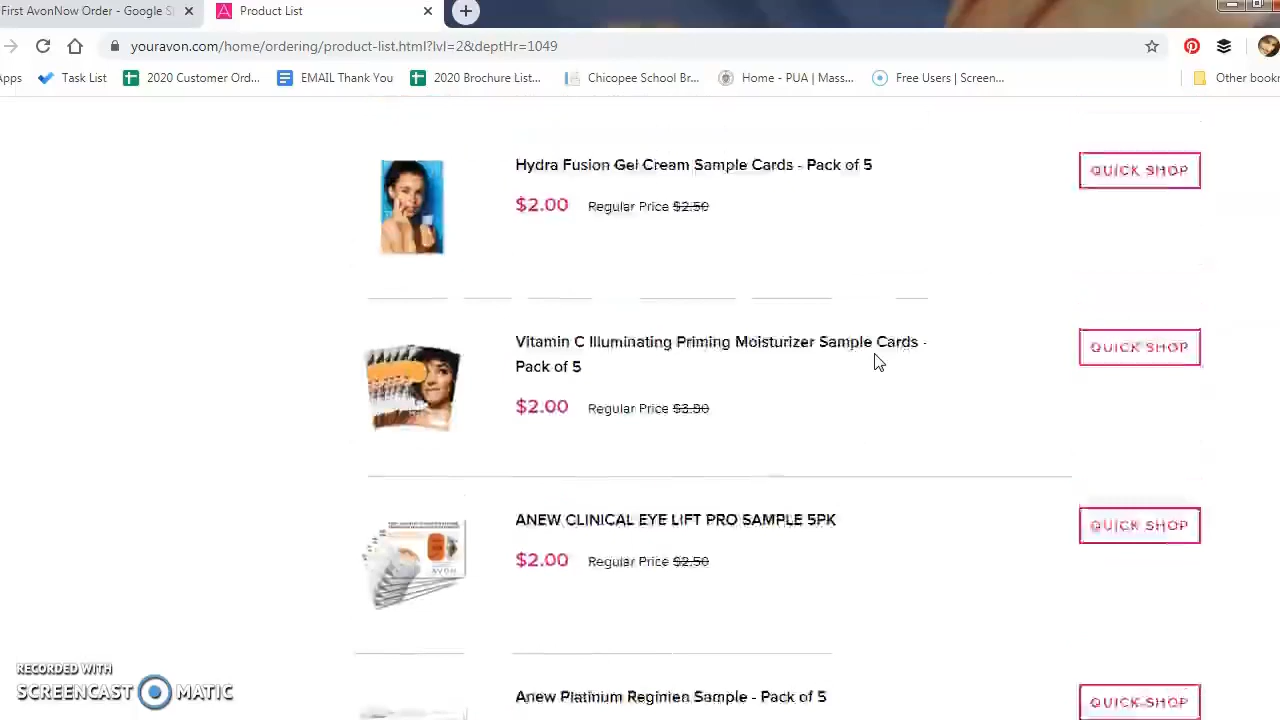 First AvonNow Order - Google S
Product List
youravon.com/home/ordering/product-list.html?lvl=2&deptHr=1049
Apps
Task List
2020 Customer Ord...
EMAIL Thank You
2020 Brochure List...
Chicopee School Br...
Home - PUA | Mass...
Free Users | Screen...
Other bookr
Hydra Fusion Gel Cream Sample Cards - Pack of 5
QUICK SHOP
$2.00 Regular Price $2.50
Vitamin C Illuminating Priming Moisturizer Sample Cards -
Pack of 5
QUICK SHOP
$2.00 Regular Price $3.90
ANEW CLINICAL EYE LIFT PRO SAMPLE 5PK
QUICK SHOP
$2.00 Regular Price $2.50
AVON
RECORDED WITH
SCREENCAST MATIC
Anew Platinum Regimen Sample - Pack of 5
QUICK SHOP